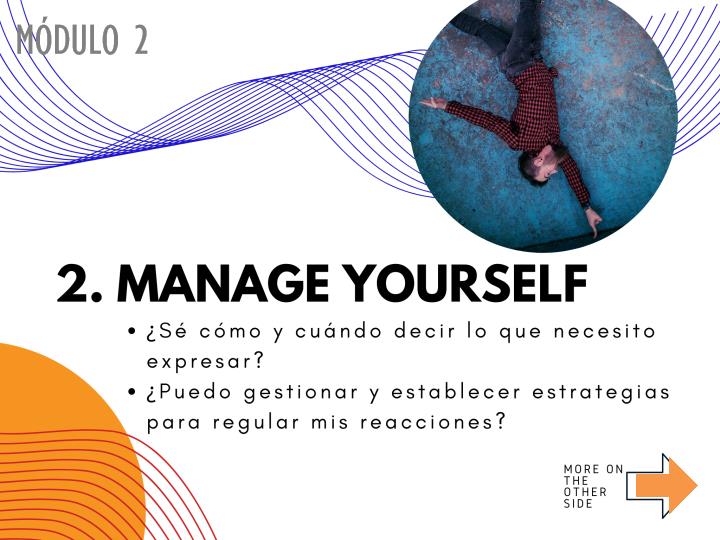 MÓDULO 2
2. MANAGE YOURSELF
• ¿Sé cómo y cuándo decir lo que necesito
expresar?
• ¿Puedo gestionar y establecer estrategias
para regular mis reacciones?
MORE ON
THE
OTHER
SIDE